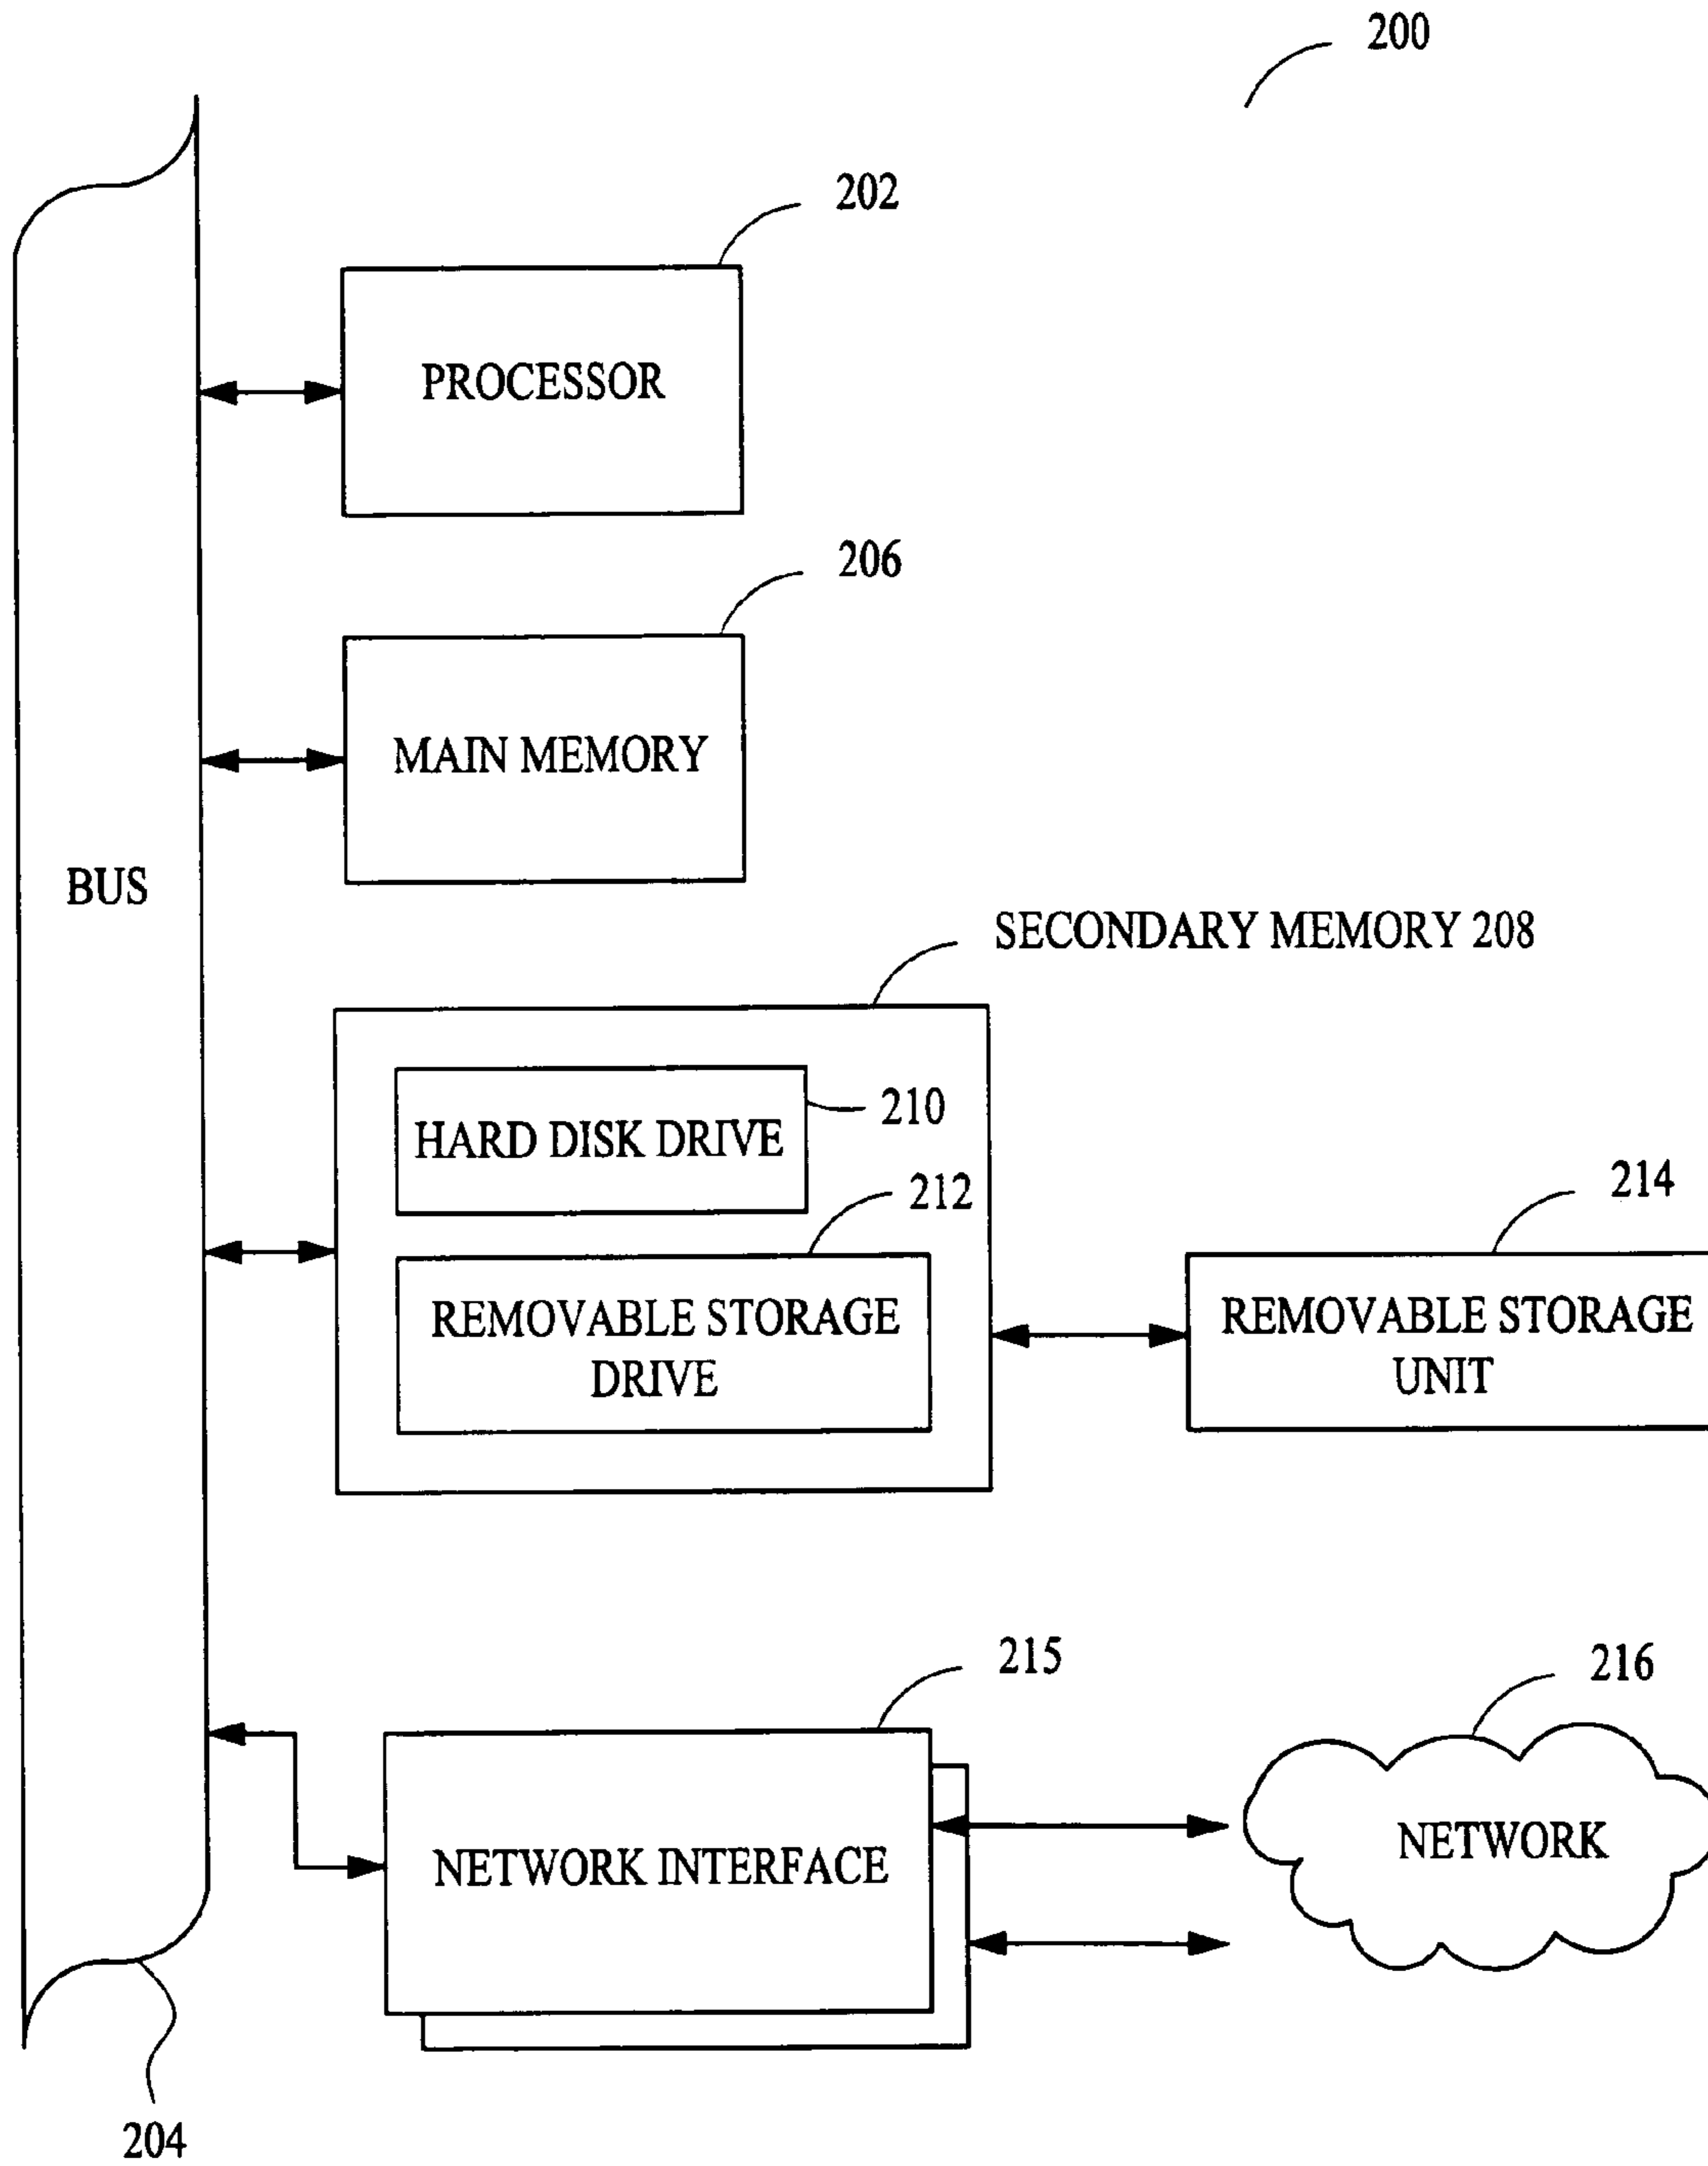 200
202
PROCESSOR
206
MAIN MEMORY
BUS
SECONDARY MEMORY 208
HARD DISK DRIVE
210
212
REMOVABLE STORAGE
DRIVE
214
REMOVABLE STORAGE
UNIT
215
NETWORK INTERFACE
216
NETWORK
204